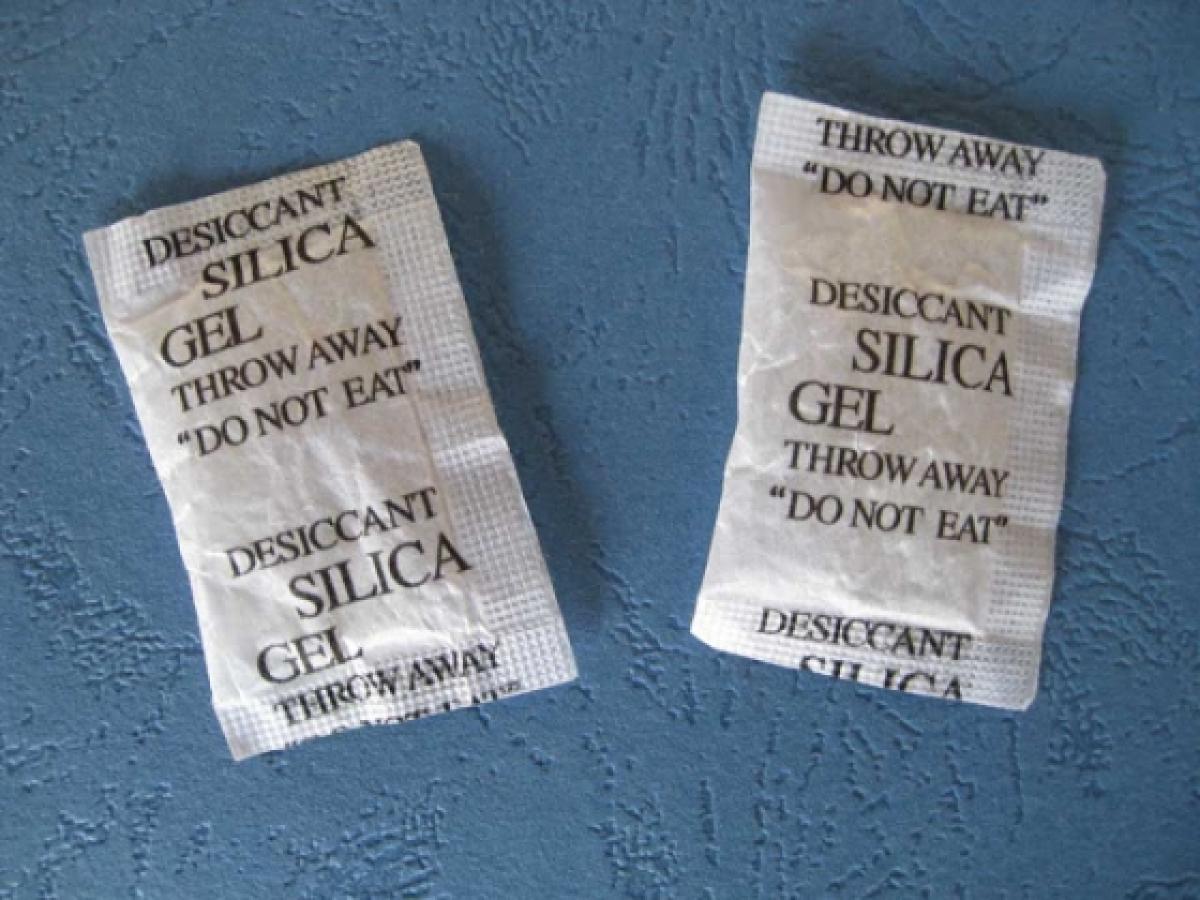 DESICCANT
SILICA
GEL
THROW AWAY
“DO NOT EAT”
DESICCANT
SILICA
GEL
THROW AWAY
THROW AWAY
“DO NOT EAT”
DESICCANT
SILICA
GEL
THROW AWAY
“DO NOT EAT”
DESICCANT
SILICA